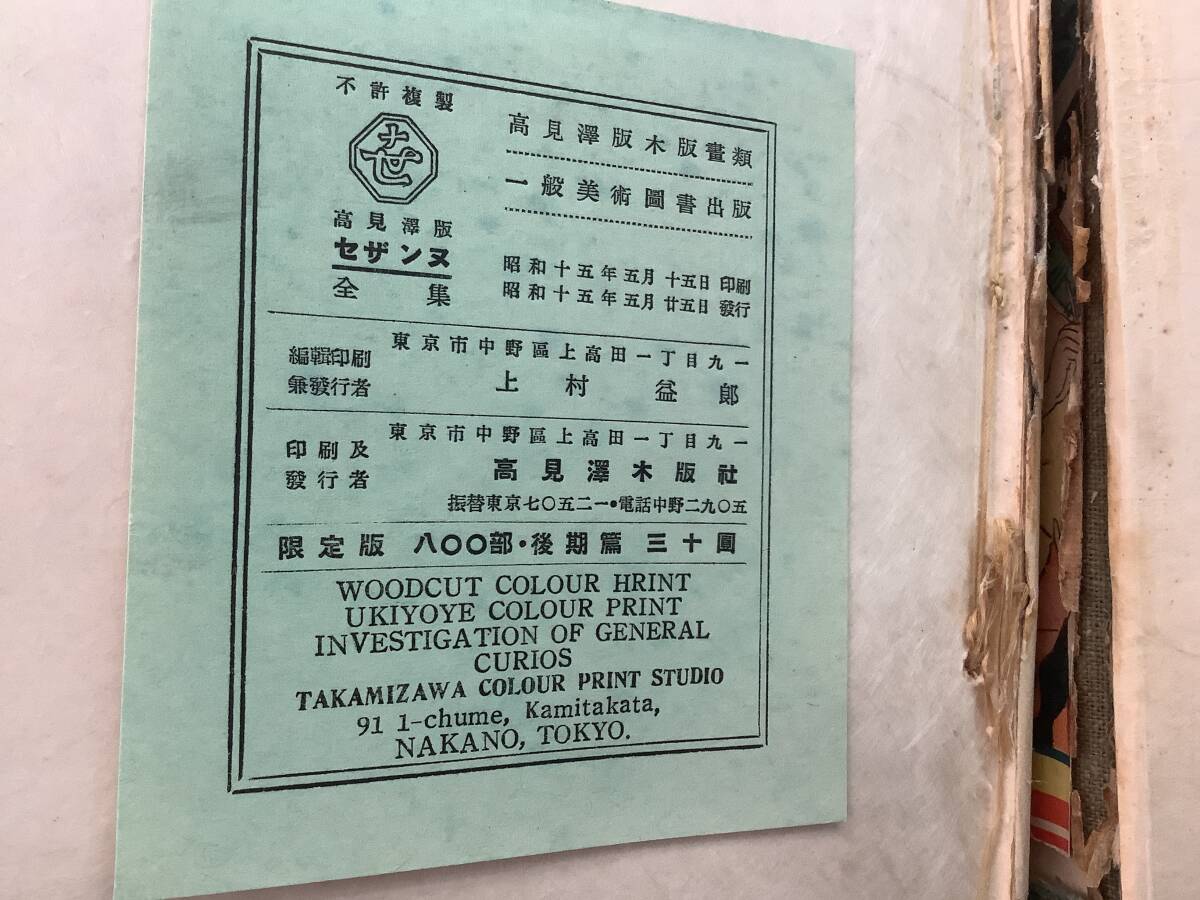 不許複製
高見澤版
セザンヌ
全集
高見澤版木版畫類
一般美術圖書出版
昭和十五年五月十五日 印刷
昭和十五年五月廿五日 發行
編輯印刷
兼發行者
東京市中野區上高田一丁目九一
上村益郎
印刷及
發行者
東京市中野區上高田一丁目九一
高見澤木版社
振替東京七〇五二一・電話中野二九〇五
限定版 八〇〇部・後期篇 三十圓
WOODCUT COLOUR HRINT
UKIYOYE COLOUR PRINT
INVESTIGATION OF GENERAL
CURIOS
TAKAMIZAWA COLOUR PRINT STUDIO
91 1-chume, Kamitakata,
NAKANO, TOKYO.